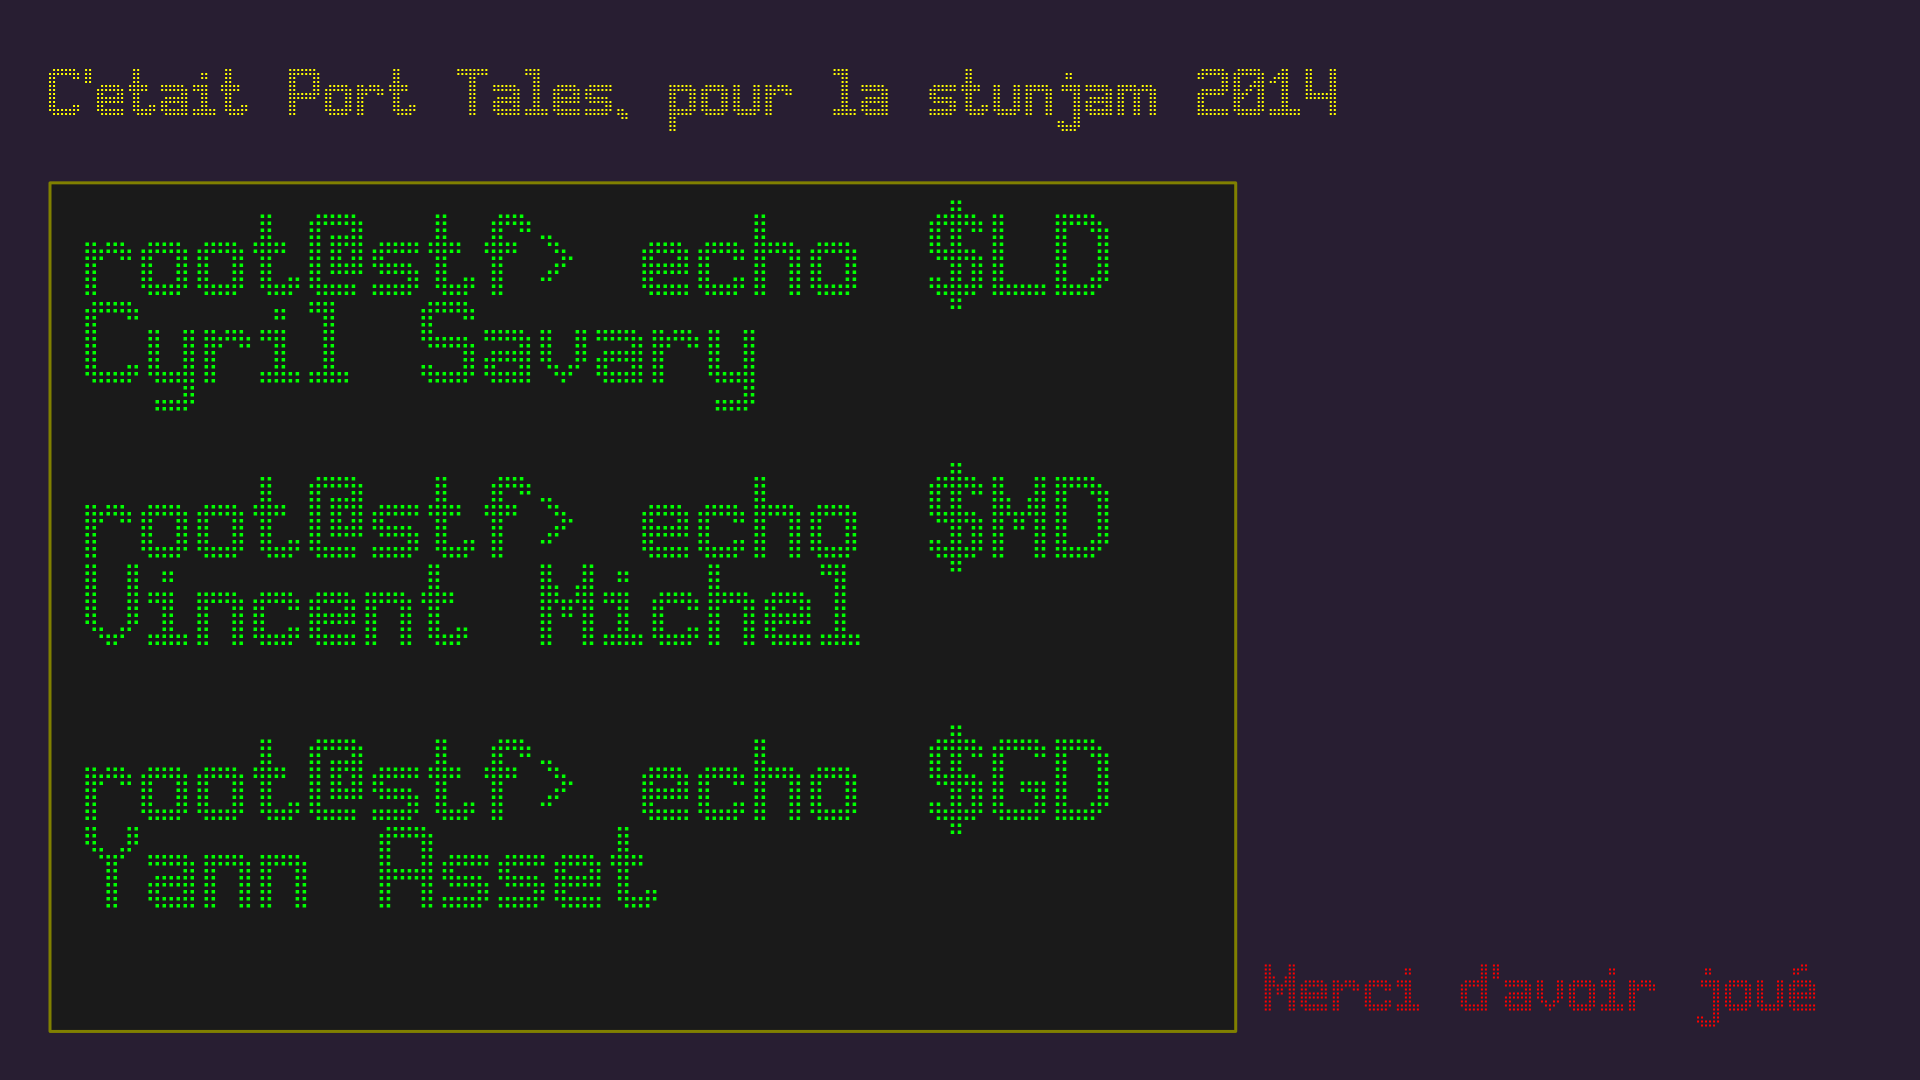 C'etait Port Tales, pour la stunjam 2014
root@stf> echo $LD
Cyril Savary
root@stf> echo $MD
Vincent Michel
root@stf> echo $GD
Yann Asset
Merci d'avoir joué